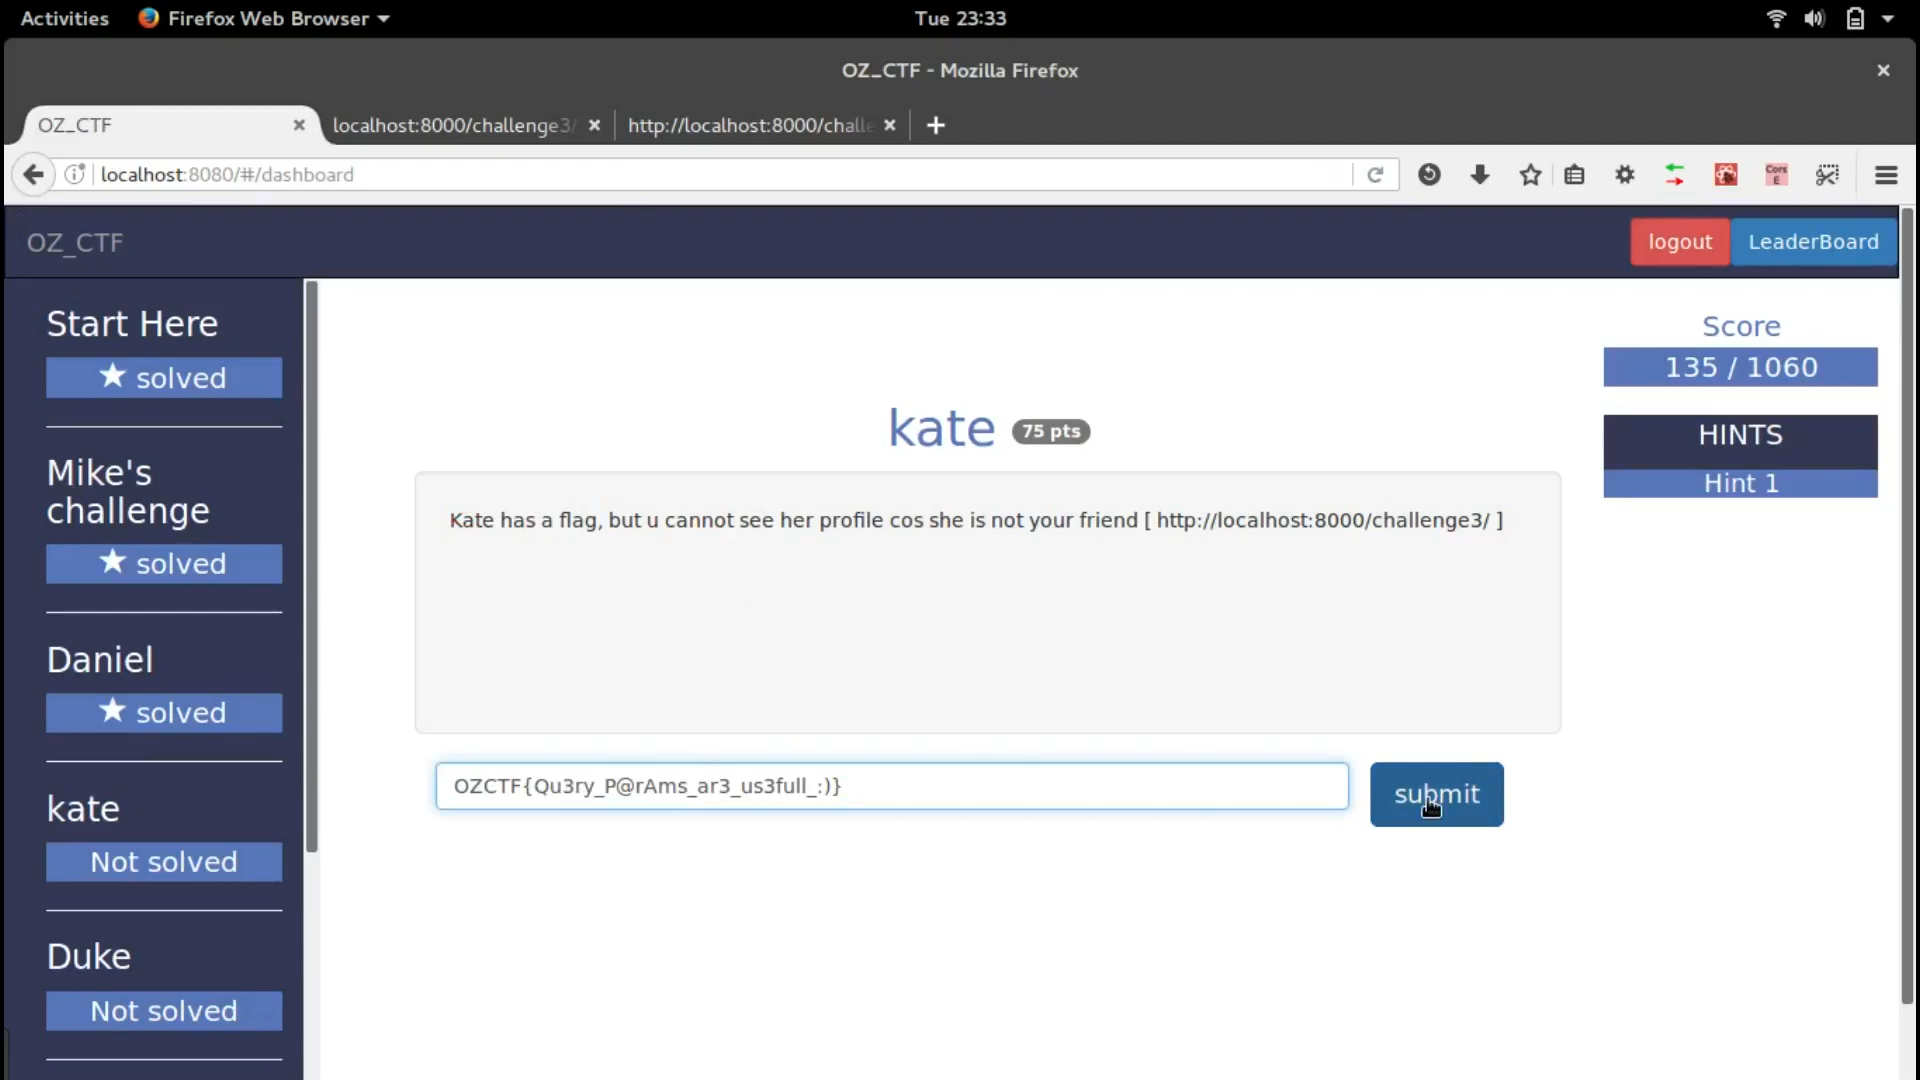 Activities Firefox Web Browser Tue 23:33
OZ_CTF - Mozilla Firefox
OZ_CTF localhost:8000/challenge3/ http://localhost:8000/challe
localhost:8080/#/dashboard Cors E
OZ_CTF logout LeaderBoard
Start Here
★ solved
Mike's
challenge
★ solved
Daniel
★ solved
kate
Not solved
Duke
Not solved
kate 75 pts
Kate has a flag, but u cannot see her profile cos she is not your friend [ http://localhost:8000/challenge3/ ]
OZCTF{Qu3ry_P@rAms_ar3_us3full_:)}
submit
Score
135 / 1060
HINTS
Hint 1